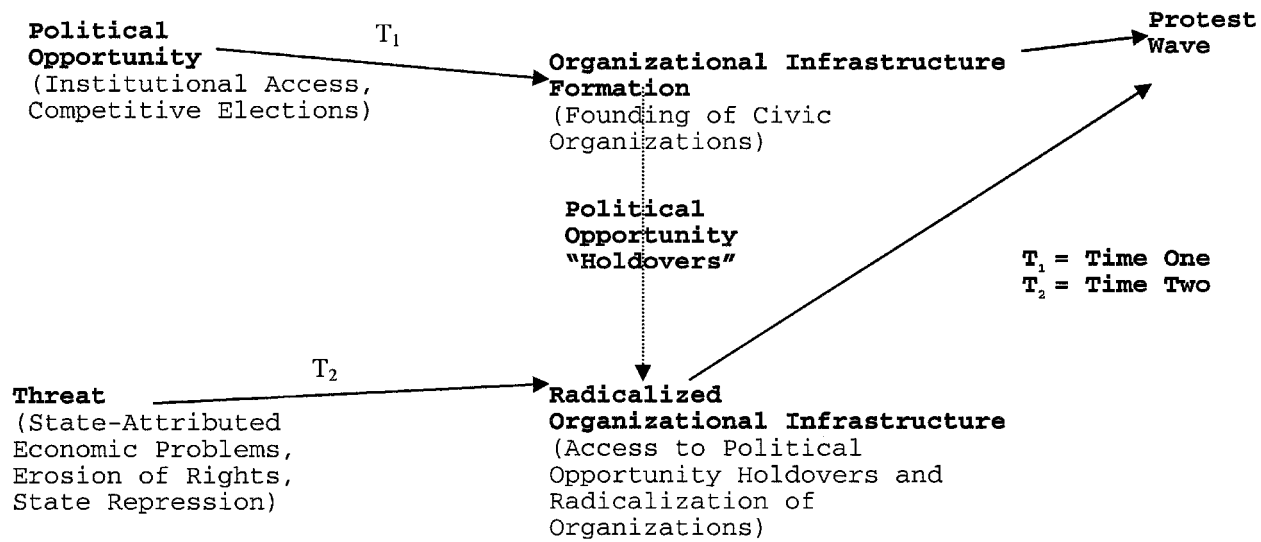 Political
Opportunity
(Institutional Access,
Competitive Elections)
T₁
Organizational Infrastructure
Formation
(Founding of Civic
Organizations)
Protest
Wave
Political
Opportunity
“Holdovers”
T₁ = Time One
T₂ = Time Two
Threat
(State-Attributed
Economic Problems,
Erosion of Rights,
State Repression)
T₂
Radicalized
Organizational Infrastructure
(Access to Political
Opportunity Holdovers and
Radicalization of
Organizations)